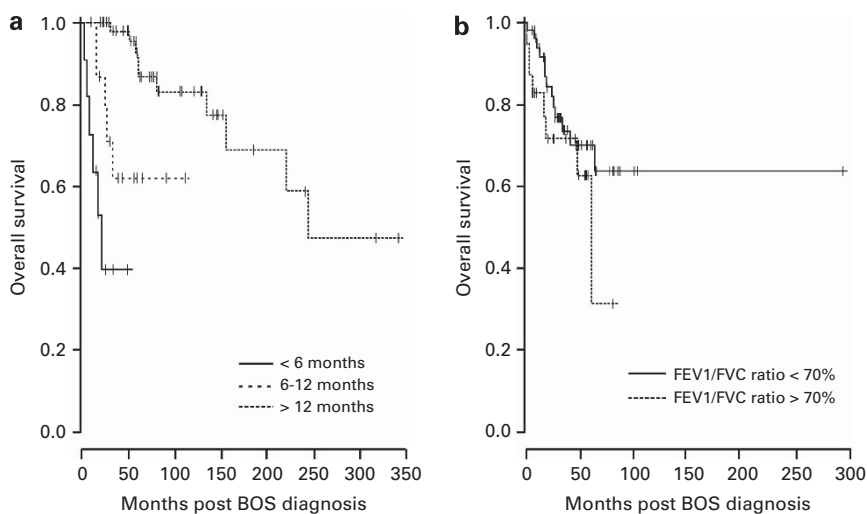 a
1.0
0.8
0.6
0.4
0.2
0.0
Overall survival
< 6 months
6-12 months
> 12 months
0 50 100 150 200 250 300 350
Months post BOS diagnosis
b
1.0
0.8
0.6
0.4
0.2
0.0
Overall survival
FEV1/FVC ratio < 70%
FEV1/FVC ratio > 70%
0 50 100 150 200 250 300
Months post BOS diagnosis